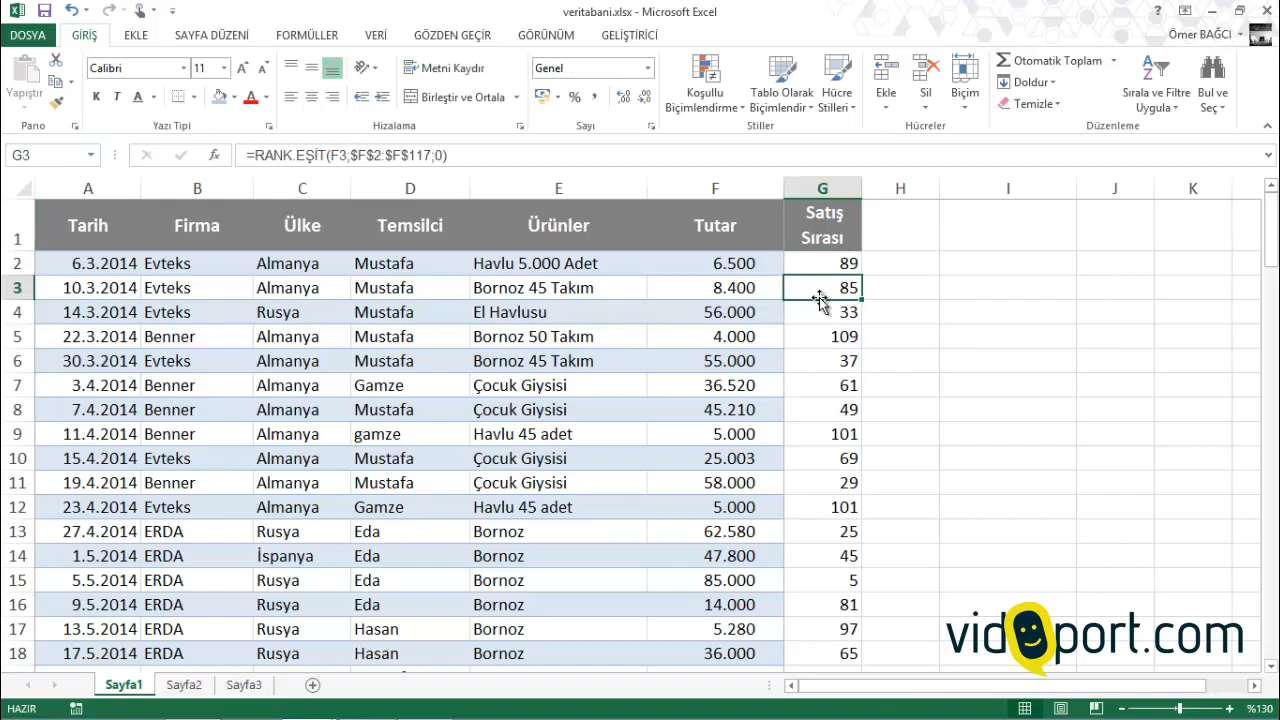 veritabani.xlsx - Microsoft Excel
DOSYA GİRİŞ EKLE SAYFA DÜZENİ FORMÜLLER VERİ GÖZDEN GEÇİR GÖRÜNÜM GELİŞTİRİCİ Ömer BAĞCI
Yapıştır
Pano
Calibri 11
K T A
Yazı Tipi
Metni Kaydır
Birleştir ve Ortala
Hizalama
Genel
Sayı
Koşullu Biçimlendirme
Tablo Olarak Biçimlendir
Hücre Stilleri
Stiller
Ekle Sil Biçim
Hücreler
Otomatik Toplam
Doldur
Temizle
Sırala ve Filtre Uygula
Bul ve Seç
Düzenleme
G3 fx =RANK.EŞİT(F3;$F$2:$F$117;0)
A B C D E F G H I J K
1 Tarih Firma Ülke Temsilci Ürünler Tutar Satış Sırası
2 6.3.2014 Evteks Almanya Mustafa Havlu 5.000 Adet 6.500 89
3 10.3.2014 Evteks Almanya Mustafa Bornoz 45 Takım 8.400 85
4 14.3.2014 Evteks Rusya Mustafa El Havlusu 56.000 33
5 22.3.2014 Benner Almanya Mustafa Bornoz 50 Takım 4.000 109
6 30.3.2014 Evteks Almanya Mustafa Bornoz 45 Takım 55.000 37
7 3.4.2014 Benner Almanya Gamze Çocuk Giysisi 36.520 61
8 7.4.2014 Benner Almanya Mustafa Çocuk Giysisi 45.210 49
9 11.4.2014 Benner Almanya gamze Havlu 45 adet 5.000 101
10 15.4.2014 Evteks Almanya Mustafa Çocuk Giysisi 25.003 69
11 19.4.2014 Benner Almanya Mustafa Çocuk Giysisi 58.000 29
12 23.4.2014 Evteks Almanya Gamze Havlu 45 adet 5.000 101
13 27.4.2014 ERDA Rusya Eda Bornoz 62.580 25
14 1.5.2014 ERDA İspanya Eda Bornoz 47.800 45
15 5.5.2014 ERDA Rusya Eda Bornoz 85.000 5
16 9.5.2014 ERDA Rusya Eda Bornoz 14.000 81
17 13.5.2014 ERDA Rusya Hasan Bornoz 5.280 97
18 17.5.2014 ERDA Rusya Hasan Bornoz 36.000 65
vidoport.com
Sayfa1 Sayfa2 Sayfa3
HAZIR %130